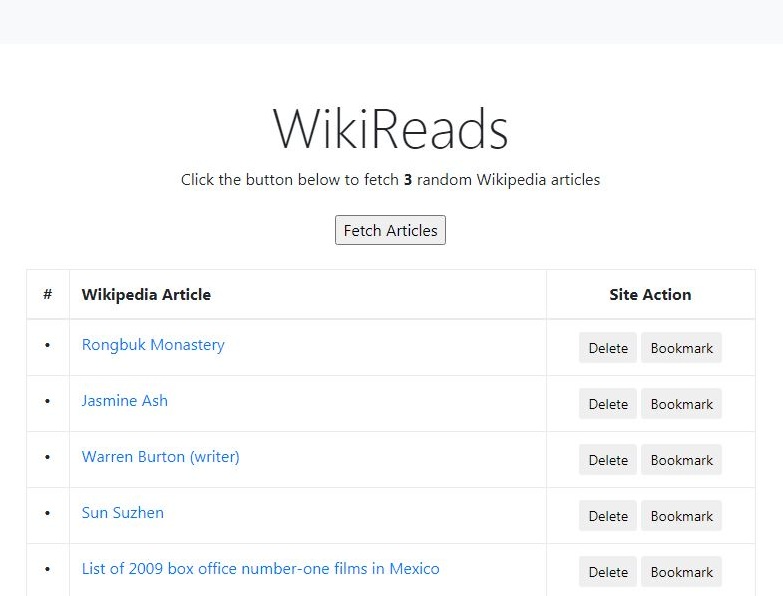 WikiReads
Click the button below to fetch 3 random Wikipedia articles
Fetch Articles
# Wikipedia Article Site Action
• Rongbuk Monastery Delete Bookmark
• Jasmine Ash Delete Bookmark
• Warren Burton (writer) Delete Bookmark
• Sun Suzhen Delete Bookmark
• List of 2009 box office number-one films in Mexico Delete Bookmark